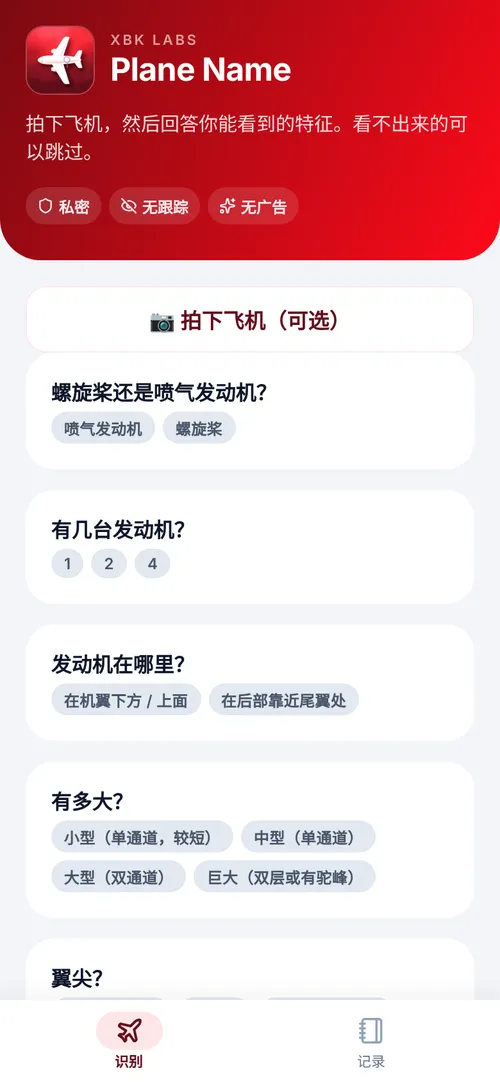 XBK LABS
Plane Name
拍下飞机，然后回答你能看到的特征。看不出来的可
以跳过。
私密
无跟踪
无广告
拍下飞机（可选）
螺旋桨还是喷气发动机？
喷气发动机
螺旋桨
有几台发动机？
1
2
4
发动机在哪里？
在机翼下方 / 上面
在后部靠近尾翼处
有多大？
小型（单通道，较短）
中型（单通道）
大型（双通道）
巨大（双层或有驼峰）
翼尖？
识别
记录